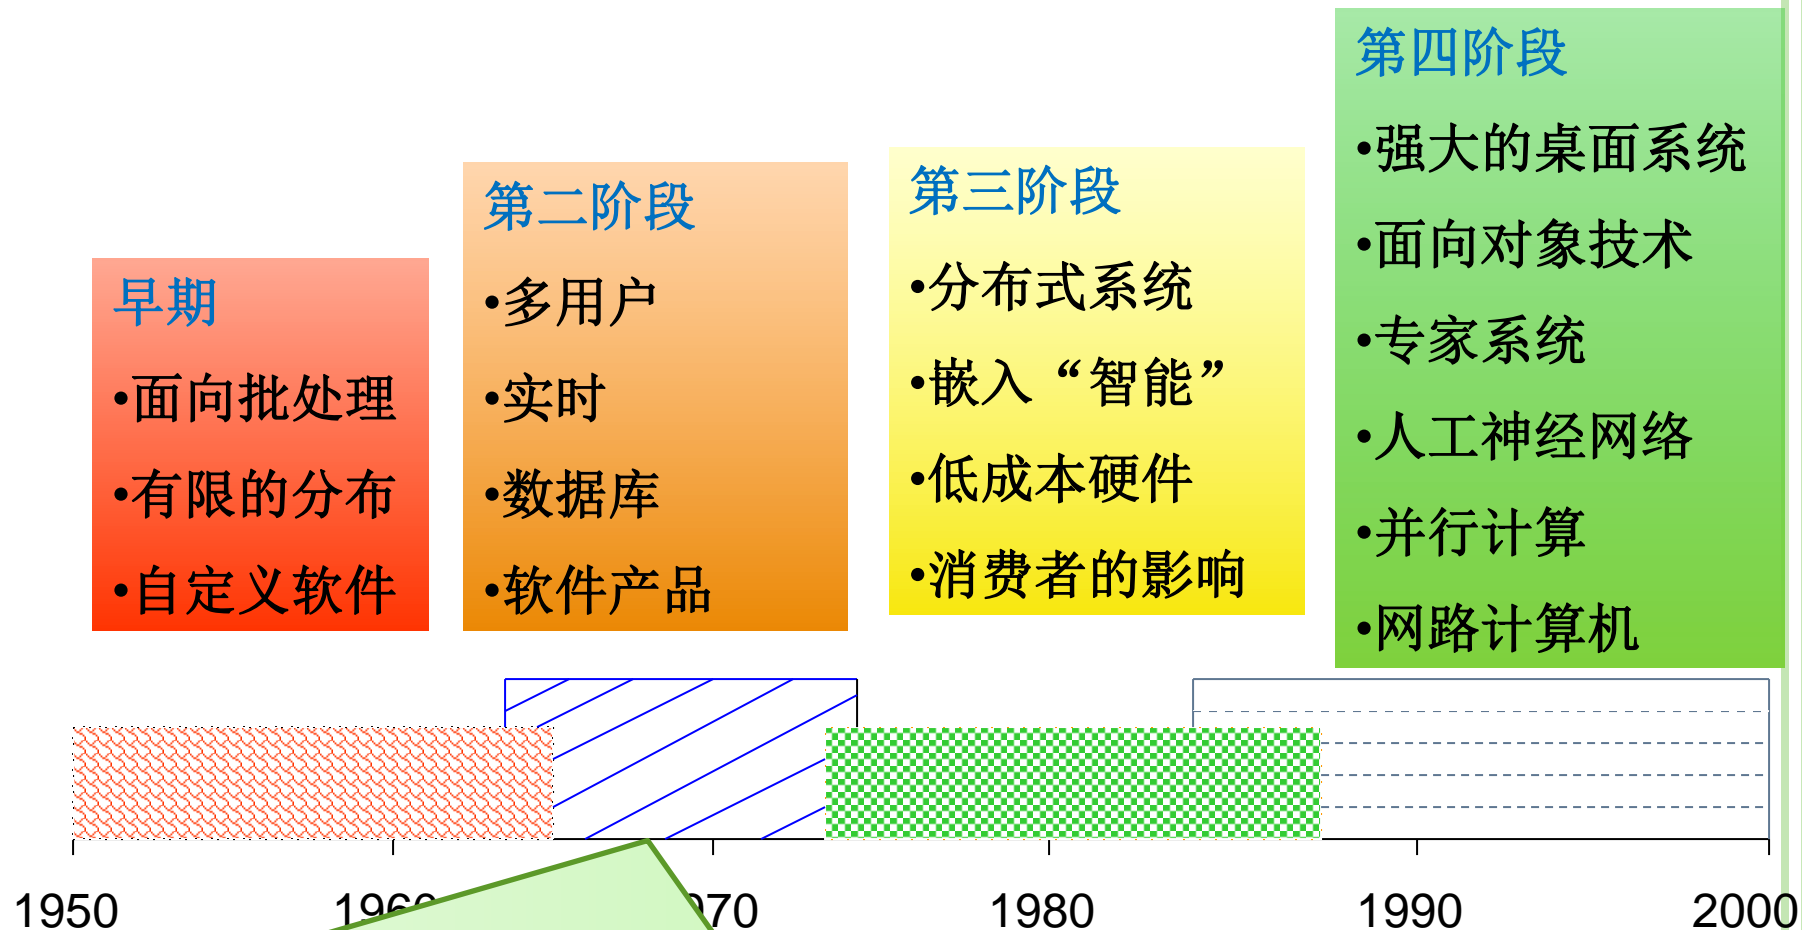 早期
•面向批处理
•有限的分布
•自定义软件
第二阶段
•多用户
•实时
•数据库
•软件产品
第三阶段
•分布式系统
•嵌入“智能”
•低成本硬件
•消费者的影响
第四阶段
•强大的桌面系统
•面向对象技术
•专家系统
•人工神经网络
•并行计算
•网路计算机
1950 1960 1970 1980 1990 2000